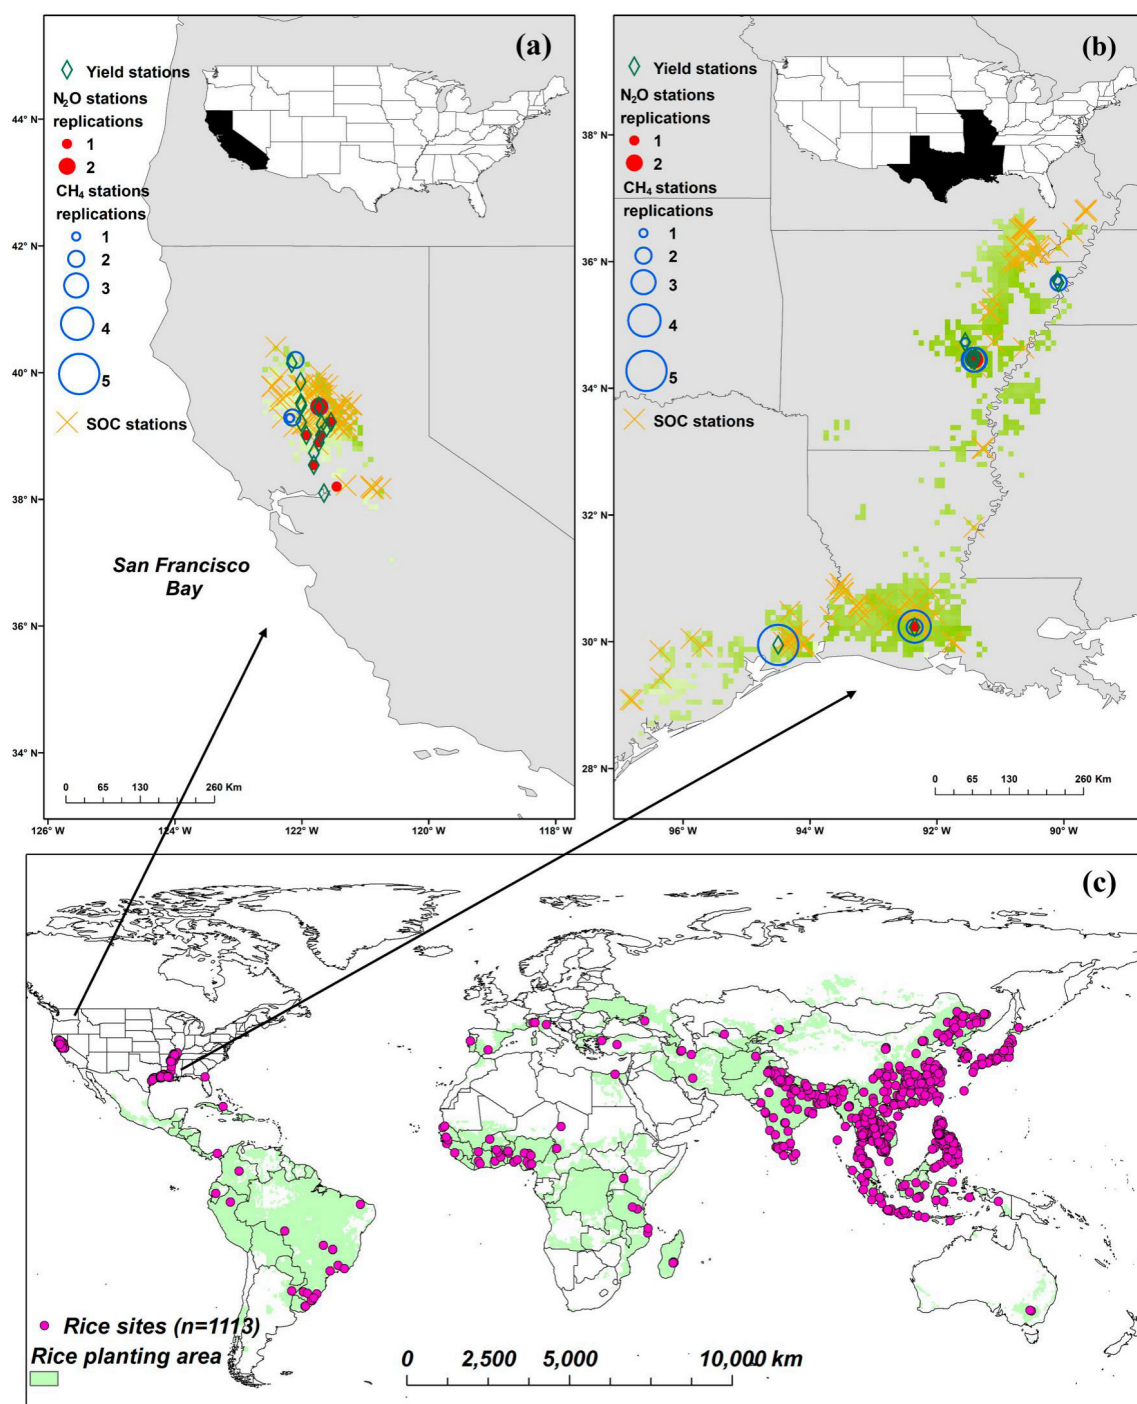 (a)
Yield stations
N₂O stations
replications
1
2
CH₄ stations
replications
1
2
3
4
5
SOC stations
44° N
42° N
40° N
38° N
36° N
34° N
San Francisco
Bay
0 65 130 260 Km
126° W 124° W 122° W 120° W 118° W
(b)
Yield stations
N₂O stations
replications
1
2
CH₄ stations
replications
1
2
3
4
5
SOC stations
38° N
36° N
34° N
32° N
30° N
28° N
0 65 130 260 Km
96° W 94° W 92° W 90° W
(c)
Rice sites (n=1113)
Rice planting area
0 2,500 5,000 10,000 km